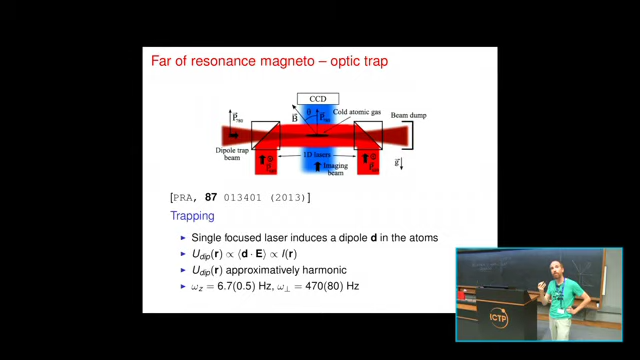 Far of resonance magneto – optic trap
CCD
Cold atomic gas
Beam dump
Dipole trap
beam
1D lasers
Imaging
beam
[PRA, 87 013401 (2013)]
Trapping
Single focused laser induces a dipole d in the atoms
U_dip(r) ∝ ⟨d · E⟩ ∝ I(r)
U_dip(r) approximatively harmonic
ω_z = 6.7(0.5) Hz, ω_⊥ = 470(80) Hz
ICTP